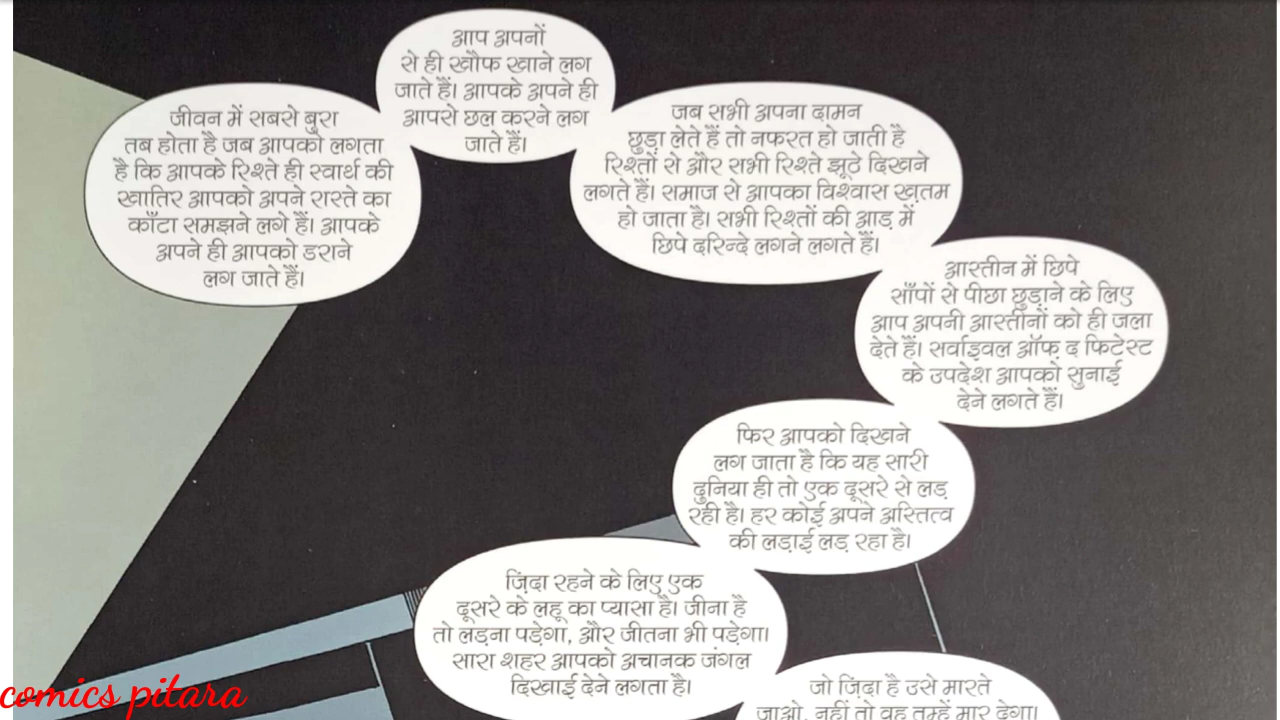 जीवन में सबसे बुरा
तब होता है जब आपको लगता
है कि आपके रिश्ते ही स्वार्थ की
खातिर आपको अपने रास्ते का
काँटा समझने लगे हैं। आपके
अपने ही आपको डराने
लग जाते हैं।
आप अपनों
से ही खौफ खाने लग
जाते हैं। आपके अपने ही
आपसे छल करने लग
जाते हैं।
जब सभी अपना दामन
छुड़ा लेते हैं तो नफरत हो जाती है
रिश्तों से और सभी रिश्ते झूठे दिखने
लगते हैं। समाज से आपका विश्वास ख़तम
हो जाता है। सभी रिश्तों की आड़ में
छिपे दरिन्दे लगने लगते हैं।
आस्तीन में छिपे
साँपों से पीछा छुड़ाने के लिए
आप अपनी आस्तीनों को ही जला
देते हैं। सर्वाइवल ऑफ़ द फिटेस्ट
के उपदेश आपको सुनाई
देने लगते हैं।
फिर आपको दिखने
लग जाता है कि यह सारी
दुनिया ही तो एक दूसरे से लड़
रही है। हर कोई अपने अस्तित्व
की लड़ाई लड़ रहा है।
ज़िंदा रहने के लिए एक
दूसरे के लहू का प्यासा है। जीना है
तो लड़ना पड़ेगा, और जीतना भी पड़ेगा।
सारा शहर आपको अचानक जंगल
दिखाई देने लगता है।
जो ज़िंदा है उसे मारते
जाओ, नहीं तो वह तुम्हें मार देगा।
comics pitara